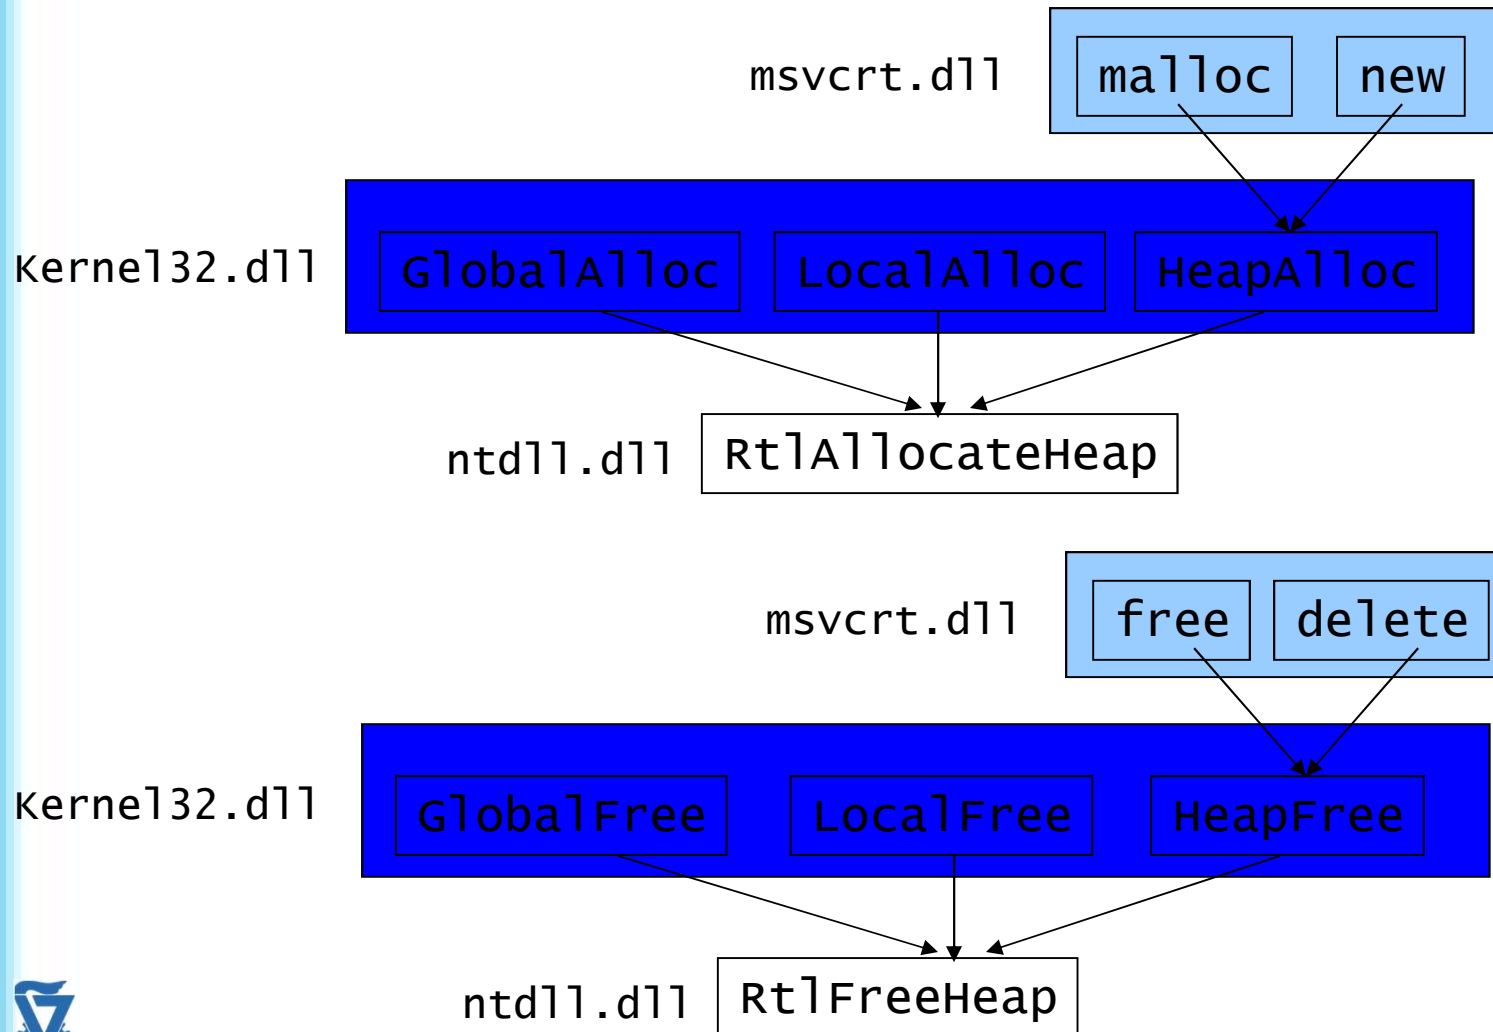 msvcrt.dll malloc new
Kernel32.dll GlobalAlloc LocalAlloc HeapAlloc
ntdll.dll RtlAllocateHeap
msvcrt.dll free delete
Kernel32.dll GlobalFree LocalFree HeapFree
ntdll.dll RtlFreeHeap